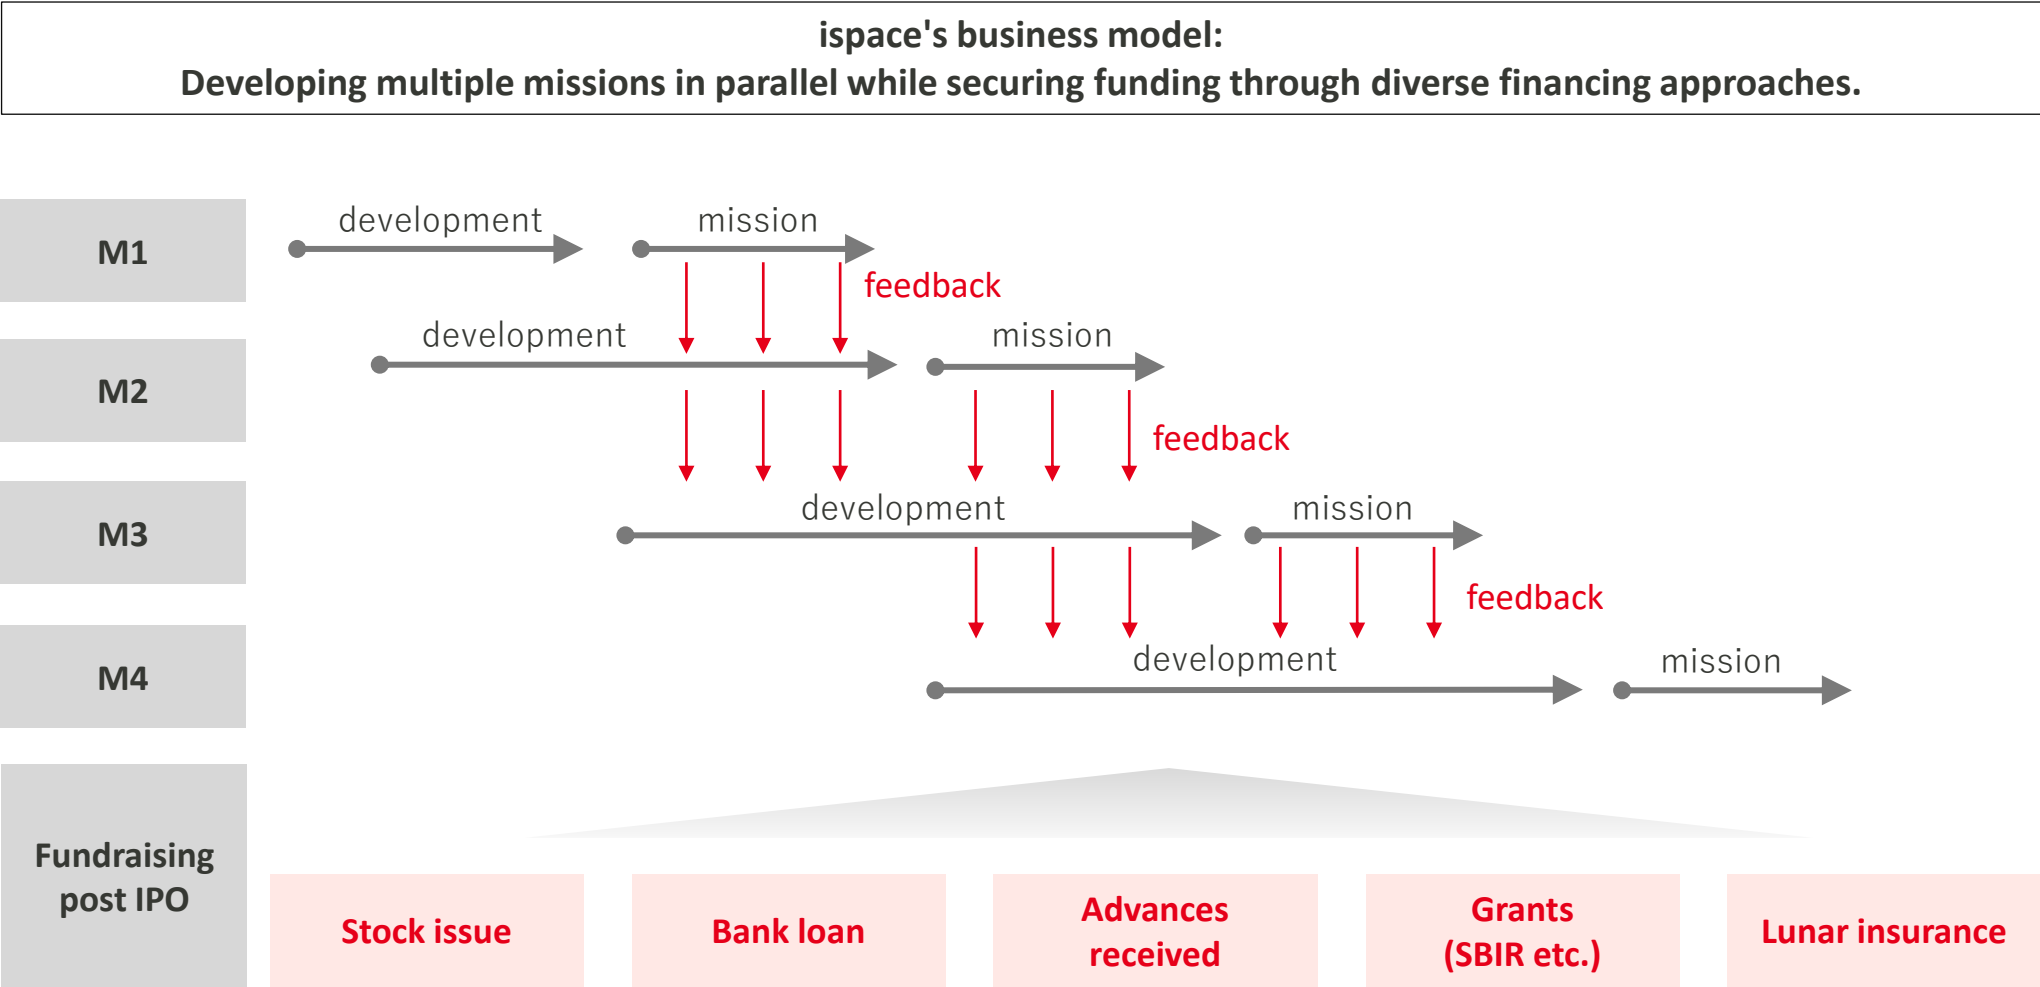 ispace's business model:
Developing multiple missions in parallel while securing funding through diverse financing approaches.
M1
development
mission
feedback
M2
development
mission
feedback
M3
development
mission
feedback
M4
development
mission
Fundraising
post IPO
Stock issue
Bank loan
Advances
received
Grants
(SBIR etc.)
Lunar insurance